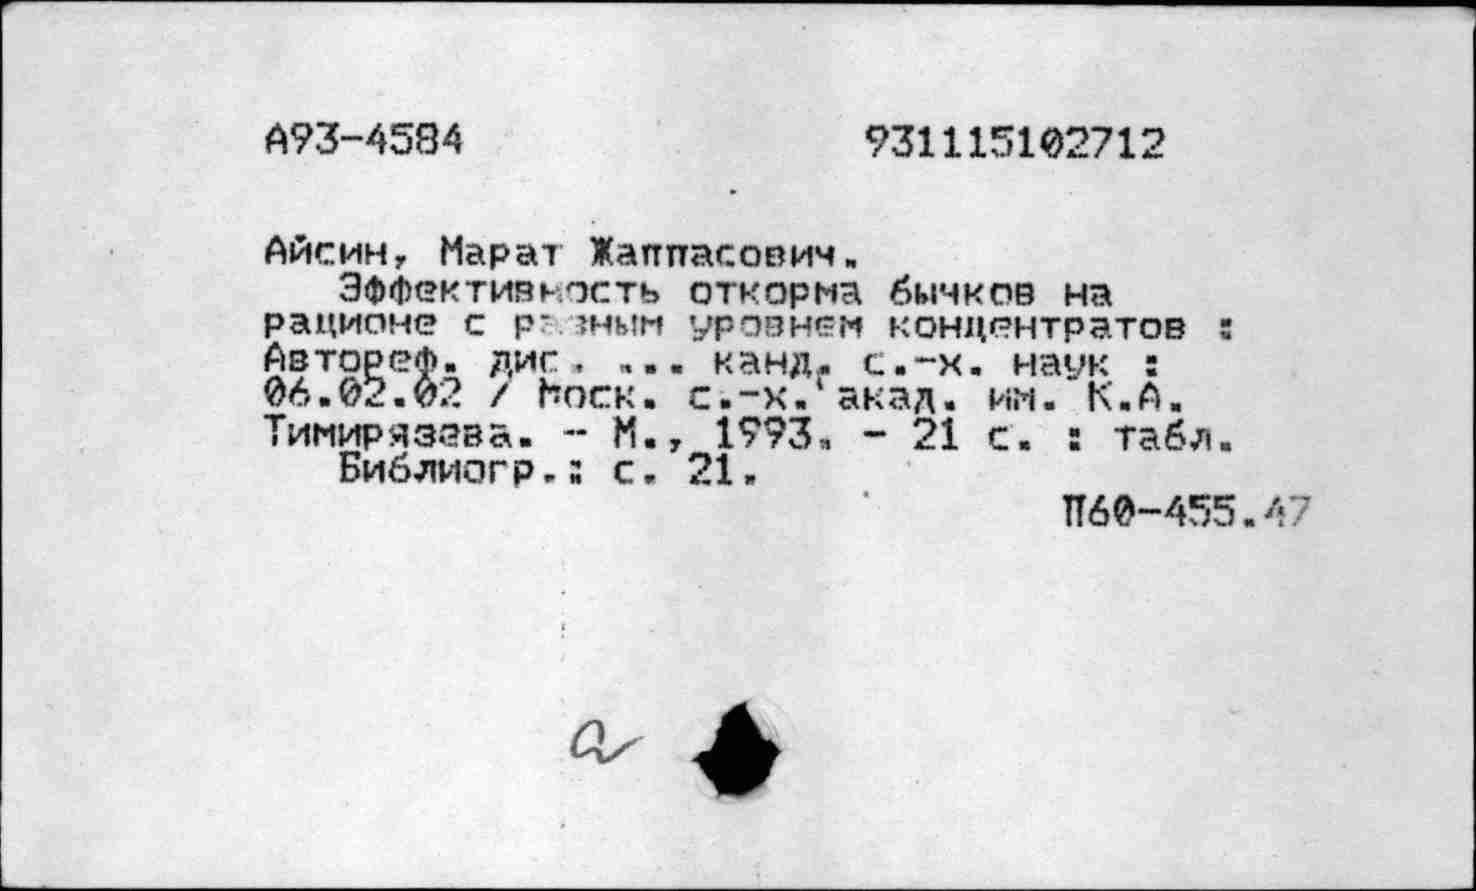 А93-4584 931115102712
Айсин, Марат Жаппасович.
Эффективность откорма бычков на
рационе с разным уровнем концентратов :
Автореф. дис. ... канд. с.-х. наук :
06.02.02 / Моск. с.-х. акад. им. К.А.
Тимирязева. - М., 1993. - 21 с. : табл.
Библиогр.: с. 21.
П60-455.47
а